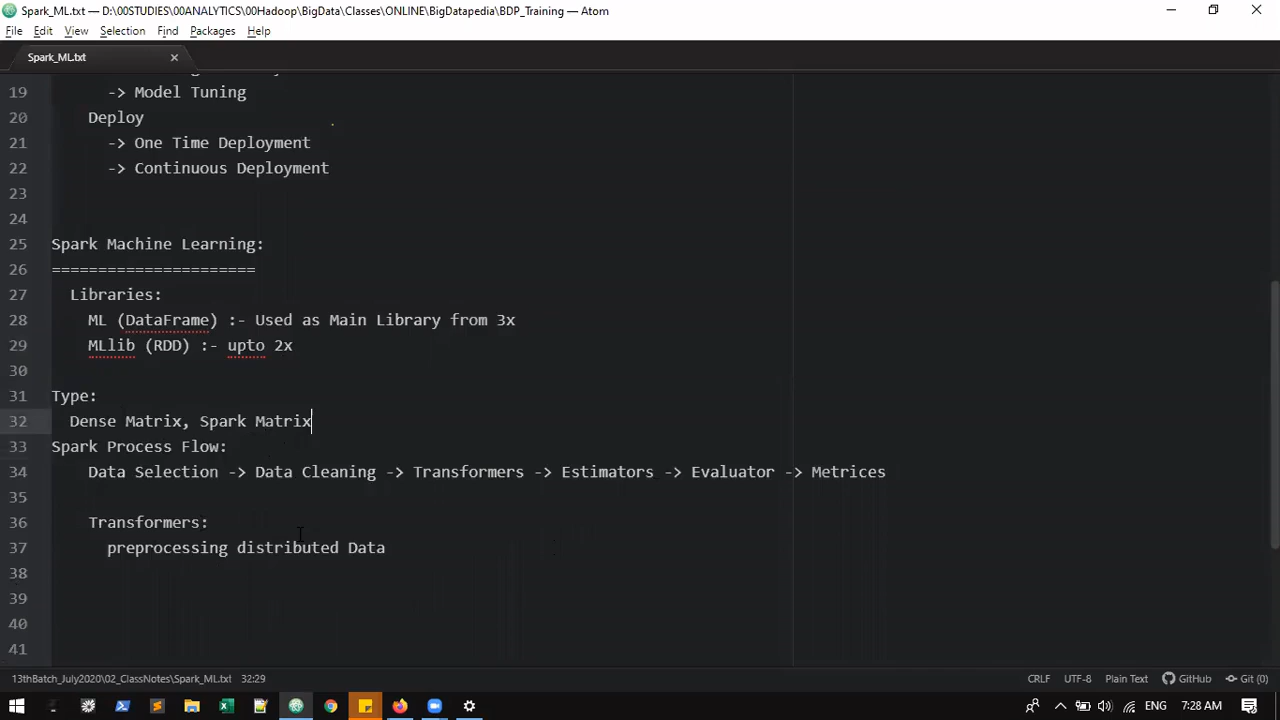 Spark_ML.txt — D:\00STUDIES\00ANALYTICS\00Hadoop\BigData\Classes\ONLINE\BigDatapedia\BDP_Training — Atom
File Edit View Selection Find Packages Help
Spark_ML.txt
19 -> Model Tuning
20 Deploy
21 -> One Time Deployment
22 -> Continuous Deployment
23
24
25 Spark Machine Learning:
26 ======================
27 Libraries:
28 ML (DataFrame) :- Used as Main Library from 3x
29 MLlib (RDD) :- upto 2x
30
31 Type:
32 Dense Matrix, Spark Matrix
33 Spark Process Flow:
34 Data Selection -> Data Cleaning -> Transformers -> Estimators -> Evaluator -> Metrices
35
36 Transformers:
37 preprocessing distributed Data
38
39
40
41
13thBatch_July2020\02_ClassNotes\Spark_ML.txt 32:29 CRLF UTF-8 Plain Text GitHub Git (0)
ENG 7:28 AM